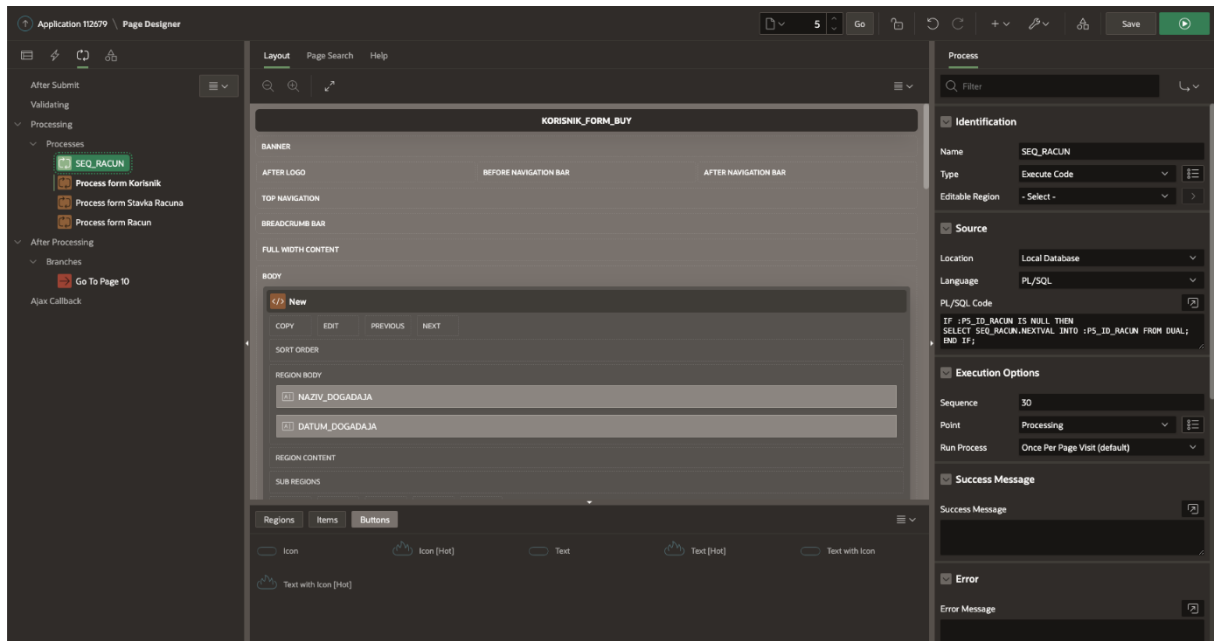 Application 112679 \ Page Designer
5
Go
Save
After Submit
Validating
Processing
Processes
SEQ_RACUN
Process form Korisnik
Process form Stavka Racuna
Process form Racun
After Processing
Branches
Go To Page 10
Ajax Callback
Layout Page Search Help
KORISNIK_FORM_BUY
BANNER
AFTER LOGO BEFORE NAVIGATION BAR AFTER NAVIGATION BAR
TOP NAVIGATION
BREADCRUMB BAR
FULL WIDTH CONTENT
BODY
</> New
COPY EDIT PREVIOUS NEXT
SORT ORDER
REGION BODY
NAZIV_DOGADAJA
DATUM_DOGADAJA
REGION CONTENT
SUB REGIONS
Regions Items Buttons
Icon Icon [Hot] Text Text [Hot] Text with Icon
Text with Icon [Hot]
Process
Filter
Identification
Name SEQ_RACUN
Type Execute Code
Editable Region - Select -
Source
Location Local Database
Language PL/SQL
PL/SQL Code
IF :P5_ID_RACUN IS NULL THEN
SELECT SEQ_RACUN.NEXTVAL INTO :P5_ID_RACUN FROM DUAL;
END IF;
Execution Options
Sequence 30
Point Processing
Run Process Once Per Page Visit (default)
Success Message
Success Message
Error
Error Message